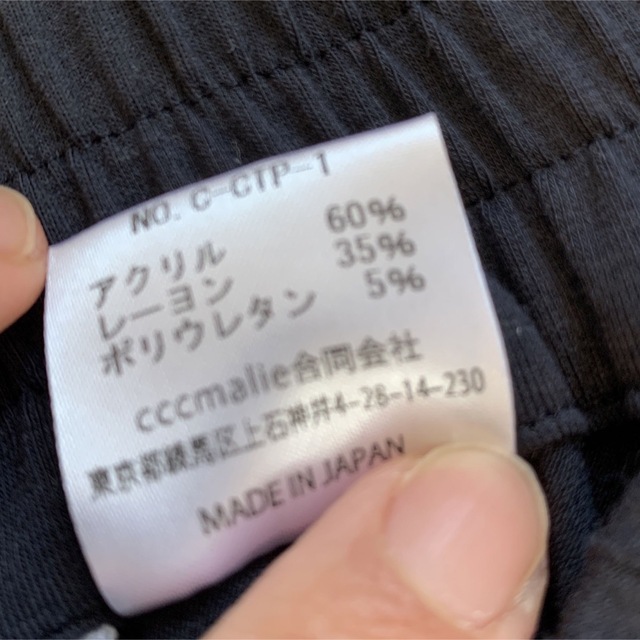 NO. C-CTP-1
アクリル 60%
レーヨン 35%
ポリウレタン 5%
cccmalie合同会社
東京都練馬区上石神井4-28-14-230
MADE IN JAPAN